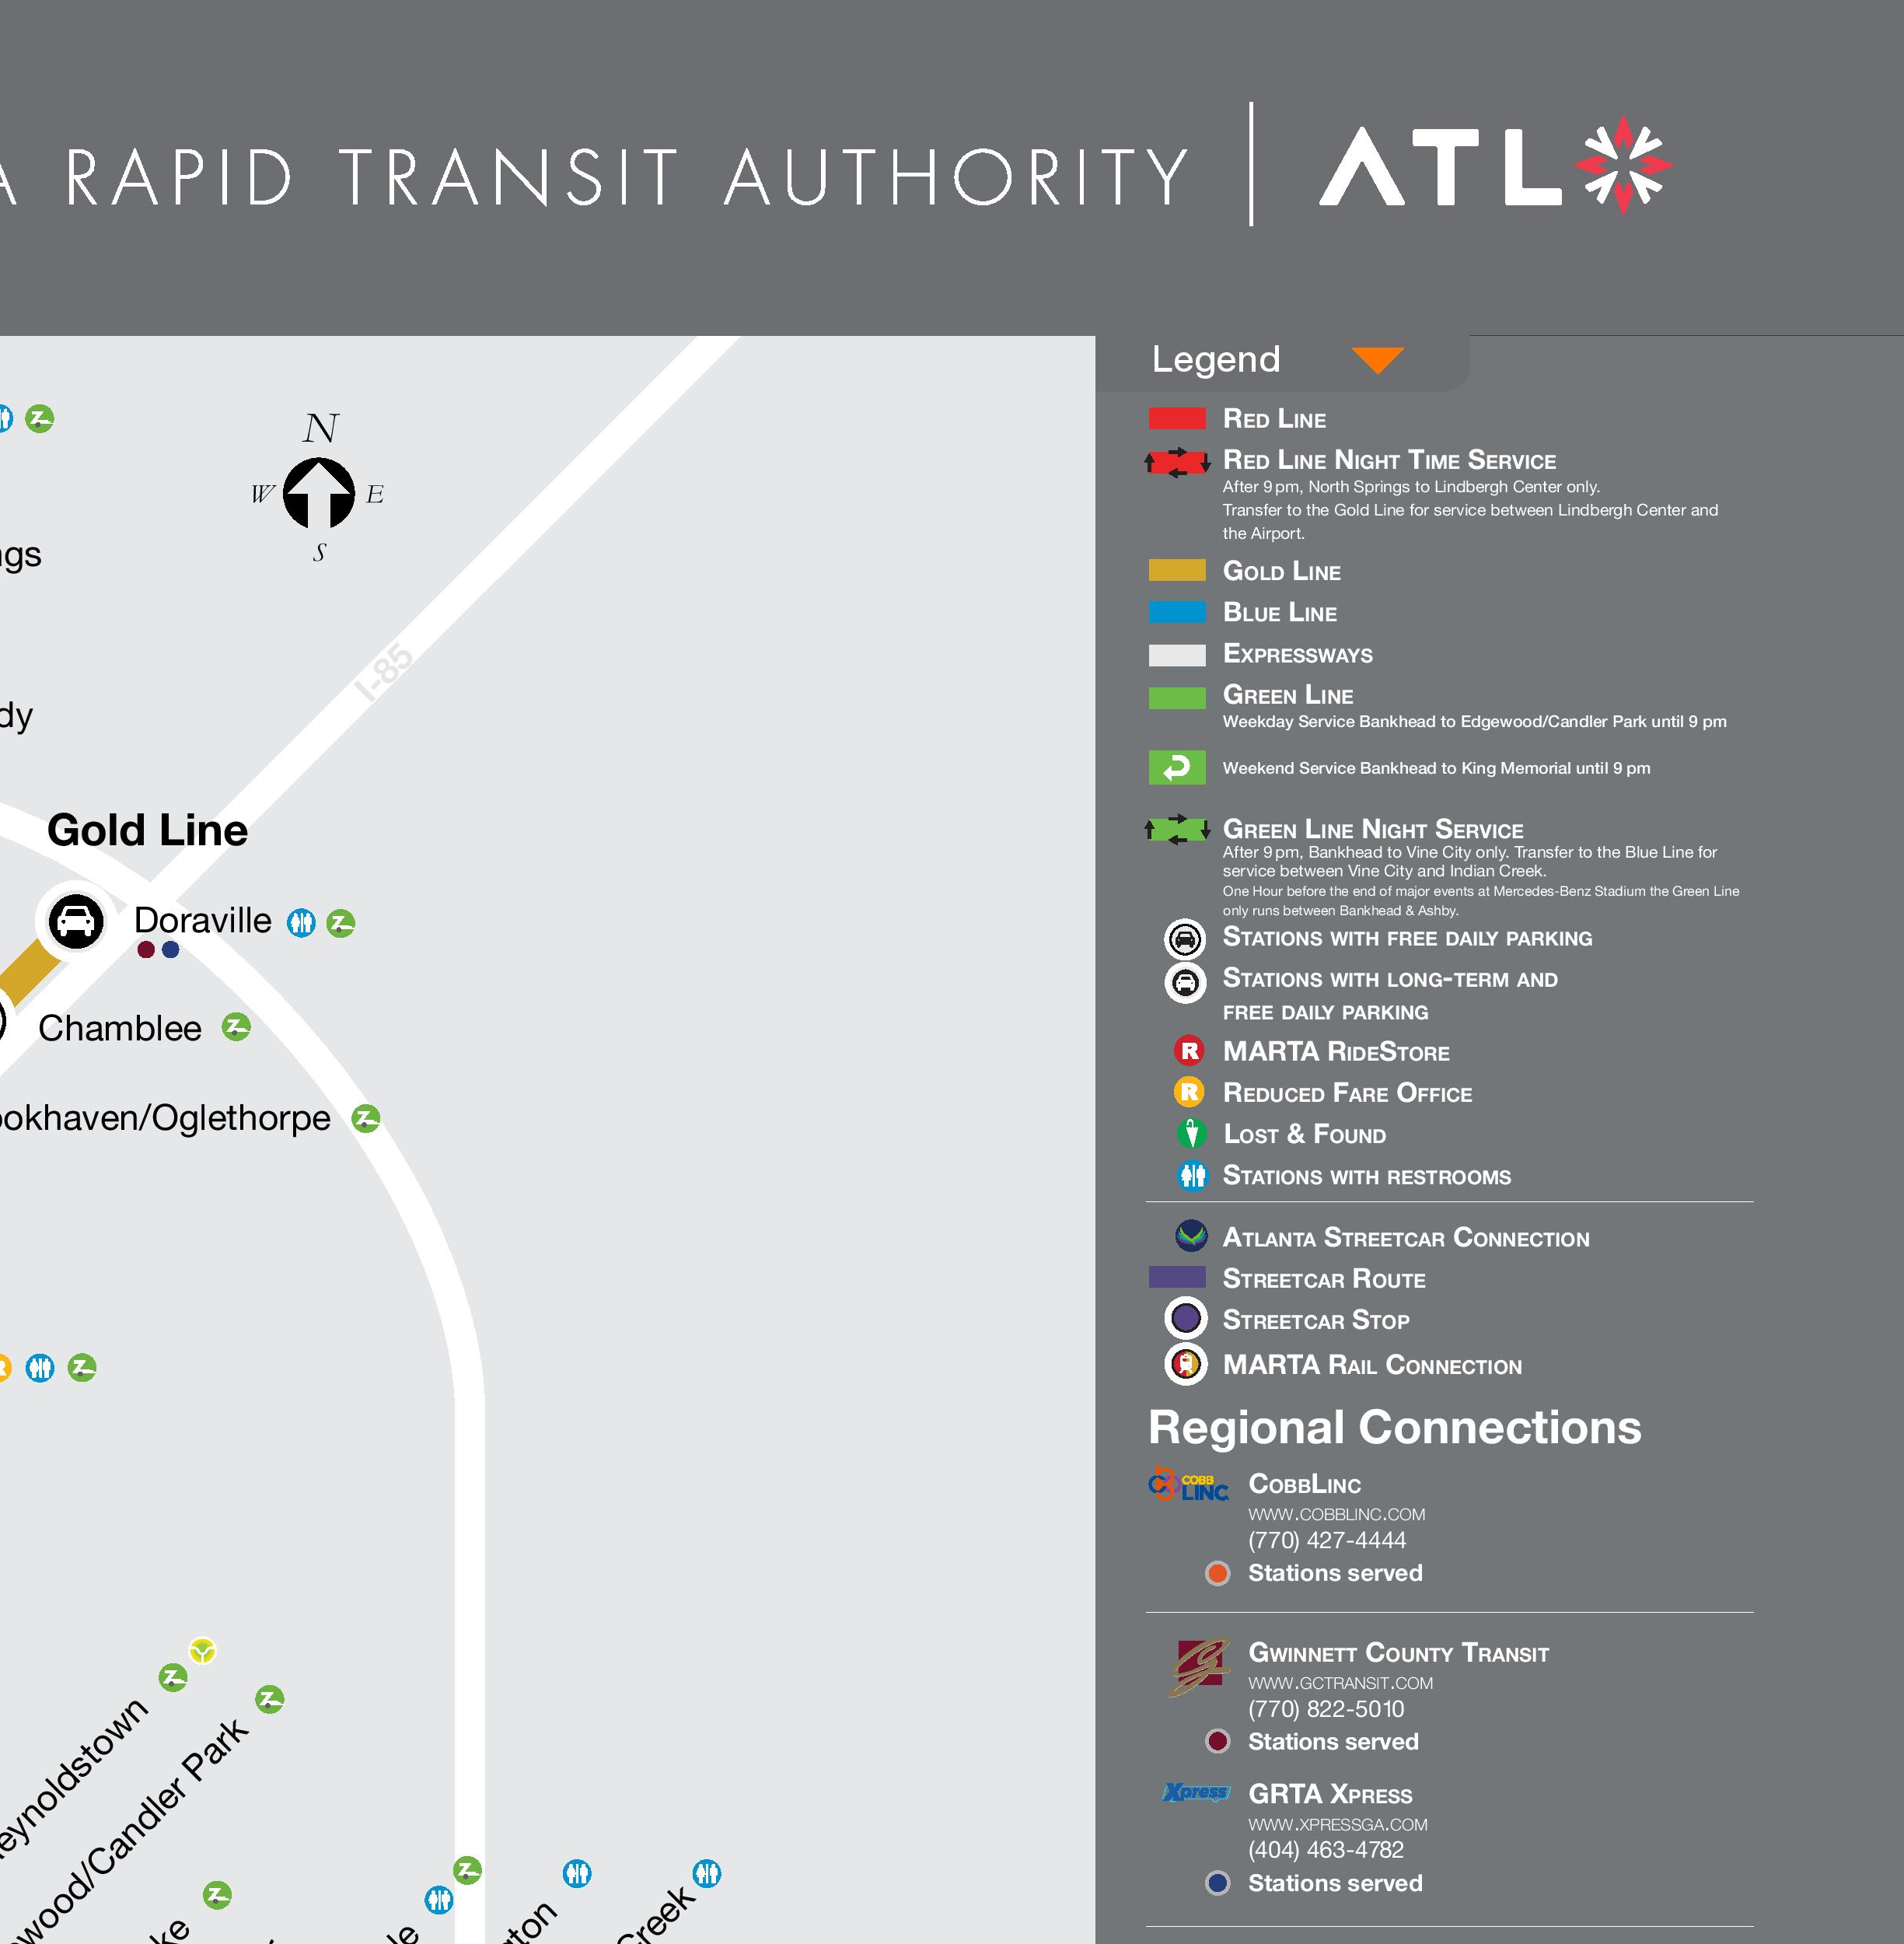 RAPID TRANSIT AUTHORITY
ATL
Legend
N
W
E
S
I-85
Gold Line
Doraville
Chamblee
Red Line
Red Line Night Time Service
After 9 pm, North Springs to Lindbergh Center only.
Transfer to the Gold Line for service between Lindbergh Center and
the Airport.
Gold Line
Blue Line
Expressways
Green Line
Weekday Service Bankhead to Edgewood/Candler Park until 9 pm
Weekend Service Bankhead to King Memorial until 9 pm
Green Line Night Service
After 9 pm, Bankhead to Vine City only. Transfer to the Blue Line for
service between Vine City and Indian Creek.
One Hour before the end of major events at Mercedes-Benz Stadium the Green Line
only runs between Bankhead & Ashby.
Stations with free daily parking
Stations with long-term and
free daily parking
R MARTA RideStore
R Reduced Fare Office
Lost & Found
Stations with restrooms
Atlanta Streetcar Connection
Streetcar Route
Streetcar Stop
MARTA Rail Connection
Regional Connections
COBB
LINC
CobbLinc
www.cobblinc.com
(770) 427-4444
Stations served
Gwinnett County Transit
www.gctransit.com
(770) 822-5010
Stations served
Xpress
GRTA Xpress
www.xpressga.com
(404) 463-4782
Stations served
ookhaven/Oglethorpe
eynoldstown
wood/Candler Park
Creek